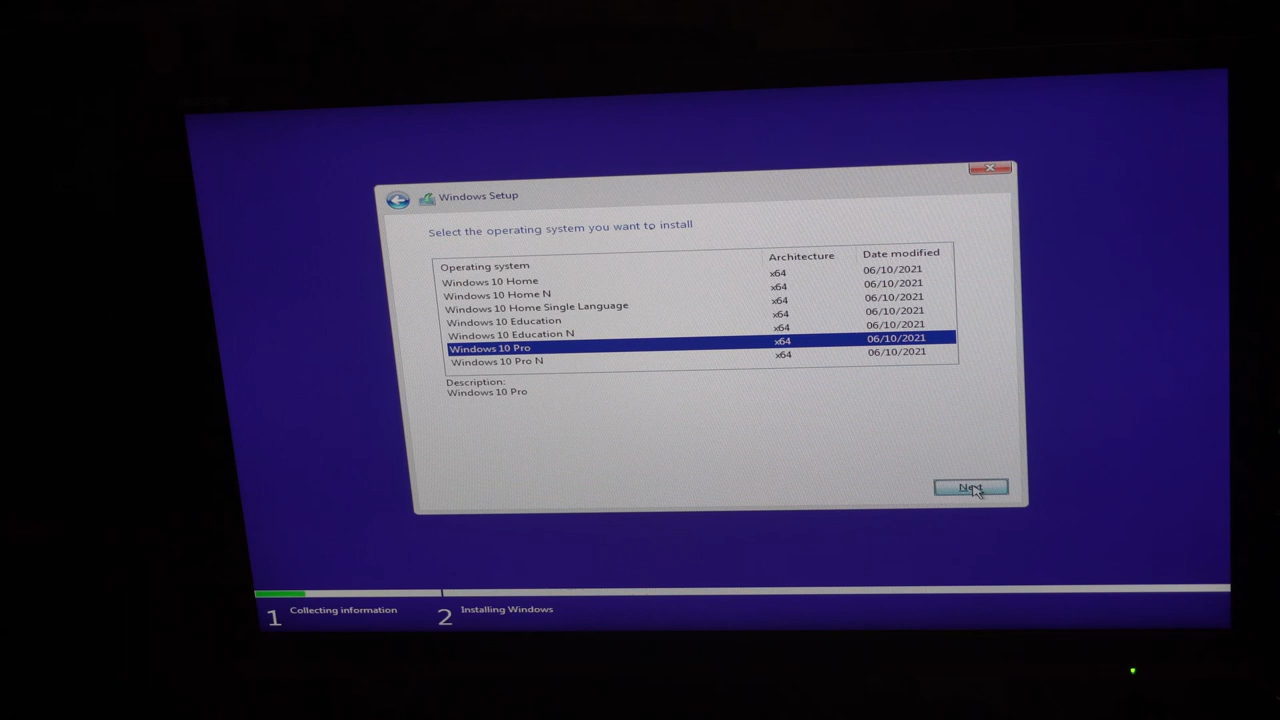 Windows Setup
Select the operating system you want to install
Operating system Architecture Date modified
Windows 10 Home x64 06/10/2021
Windows 10 Home N x64 06/10/2021
Windows 10 Home Single Language x64 06/10/2021
Windows 10 Education x64 06/10/2021
Windows 10 Education N x64 06/10/2021
Windows 10 Pro x64 06/10/2021
Windows 10 Pro N x64 06/10/2021
Description:
Windows 10 Pro
Next
1 Collecting information 2 Installing Windows